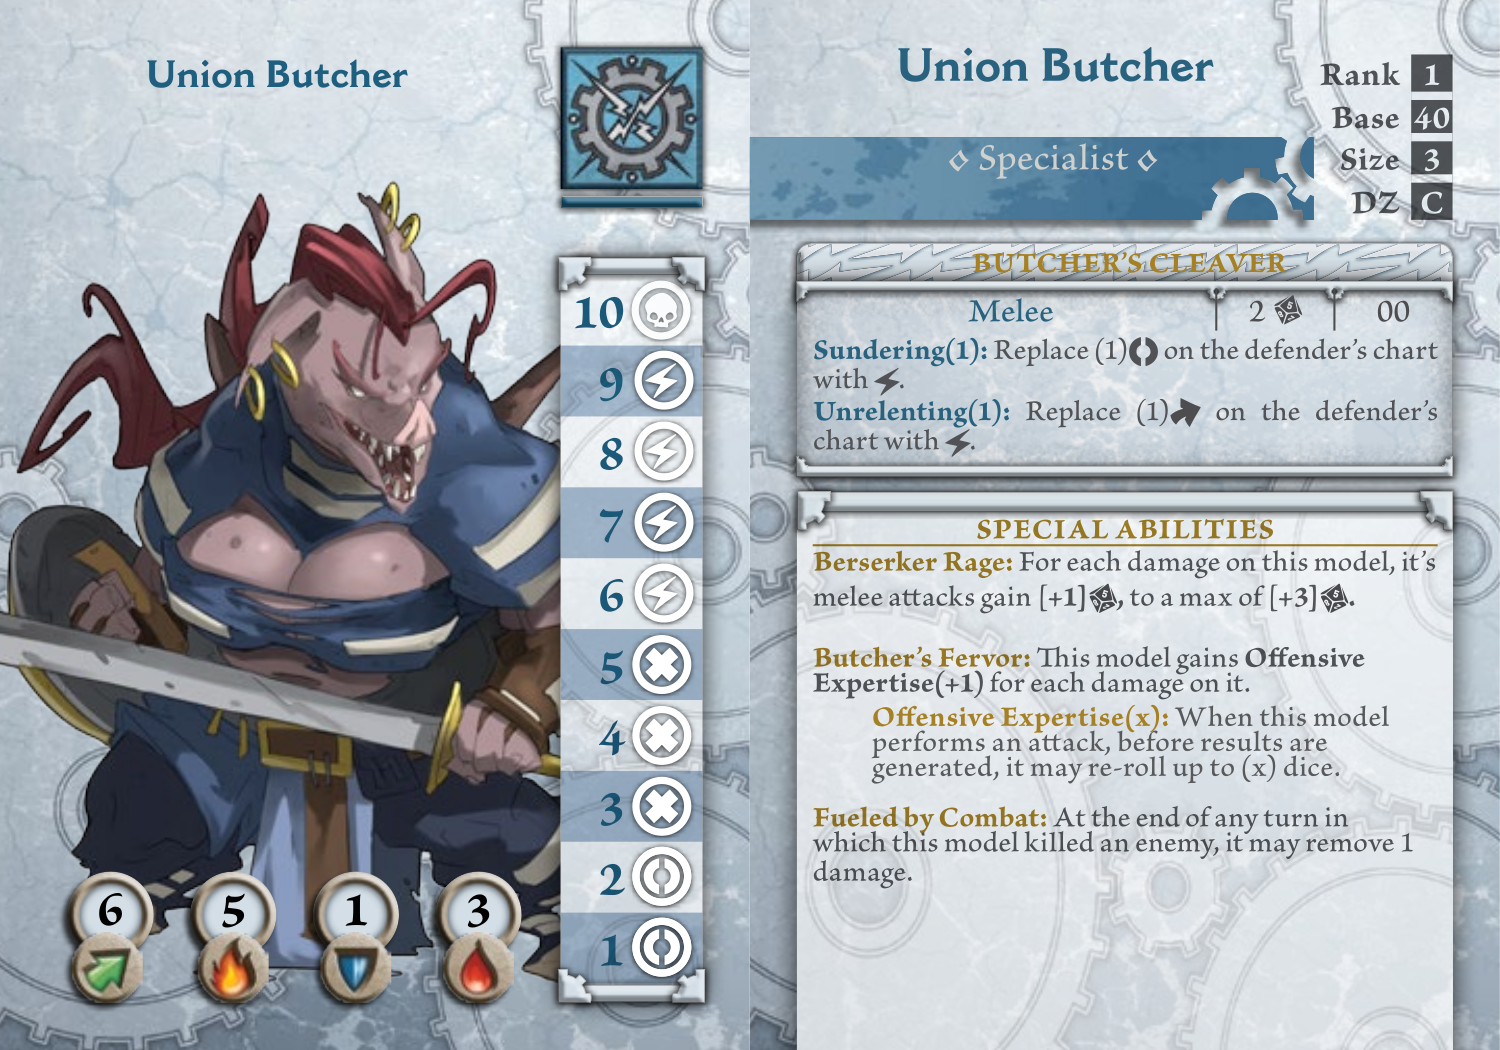 Union Butcher
10
9
8
7
6
5
4
3
2
1
6 5 1 3
Union Butcher
Rank 1
Base 40
Size 3
DZ C
◇ Specialist ◇
BUTCHER'S CLEAVER
Melee 2 00
Sundering(1): Replace (1) on the defender's chart
with .
Unrelenting(1): Replace (1) on the defender's
chart with .
SPECIAL ABILITIES
Berserker Rage: For each damage on this model, it's
melee attacks gain [+1], to a max of [+3].
Butcher's Fervor: This model gains Offensive
Expertise(+1) for each damage on it.
Offensive Expertise(x): When this model
performs an attack, before results are
generated, it may re-roll up to (x) dice.
Fueled by Combat: At the end of any turn in
which this model killed an enemy, it may remove 1
damage.